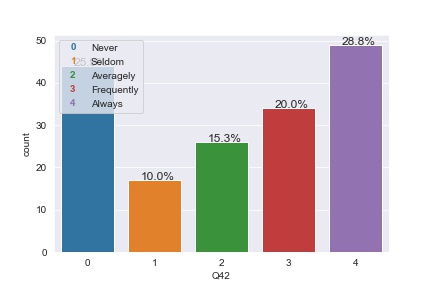 50
40
30
20
10
0
count
0 Never
1 Seldom
2 Averagely
3 Frequently
4 Always
10.0%
15.3%
20.0%
28.8%
0 1 2 3 4
Q42